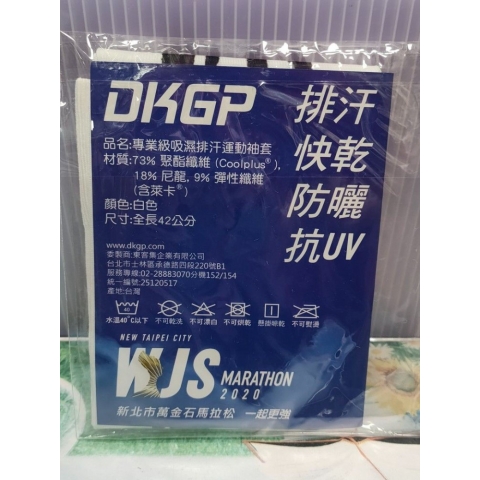 DKGP
排汗
快乾
防曬
抗UV
品名:專業級吸濕排汗運動袖套
材質:73% 聚酯纖維 (Coolplus®),
18% 尼龍, 9% 彈性纖維
(含萊卡®)
顏色:白色
尺寸:全長42公分
www.dkgp.com
委製商:東客集企業有限公司
台北市士林區承德路四段220號B1
服務專線:02-28883070分機152/154
統一編號:25120517
產地:台灣
40
水溫40°C以下 不可乾洗 不可漂白 不可烘乾 懸掛晾乾 不可熨燙
NEW TAIPEI CITY
WJS MARATHON
2020
新北市萬金石馬拉松 一起更強